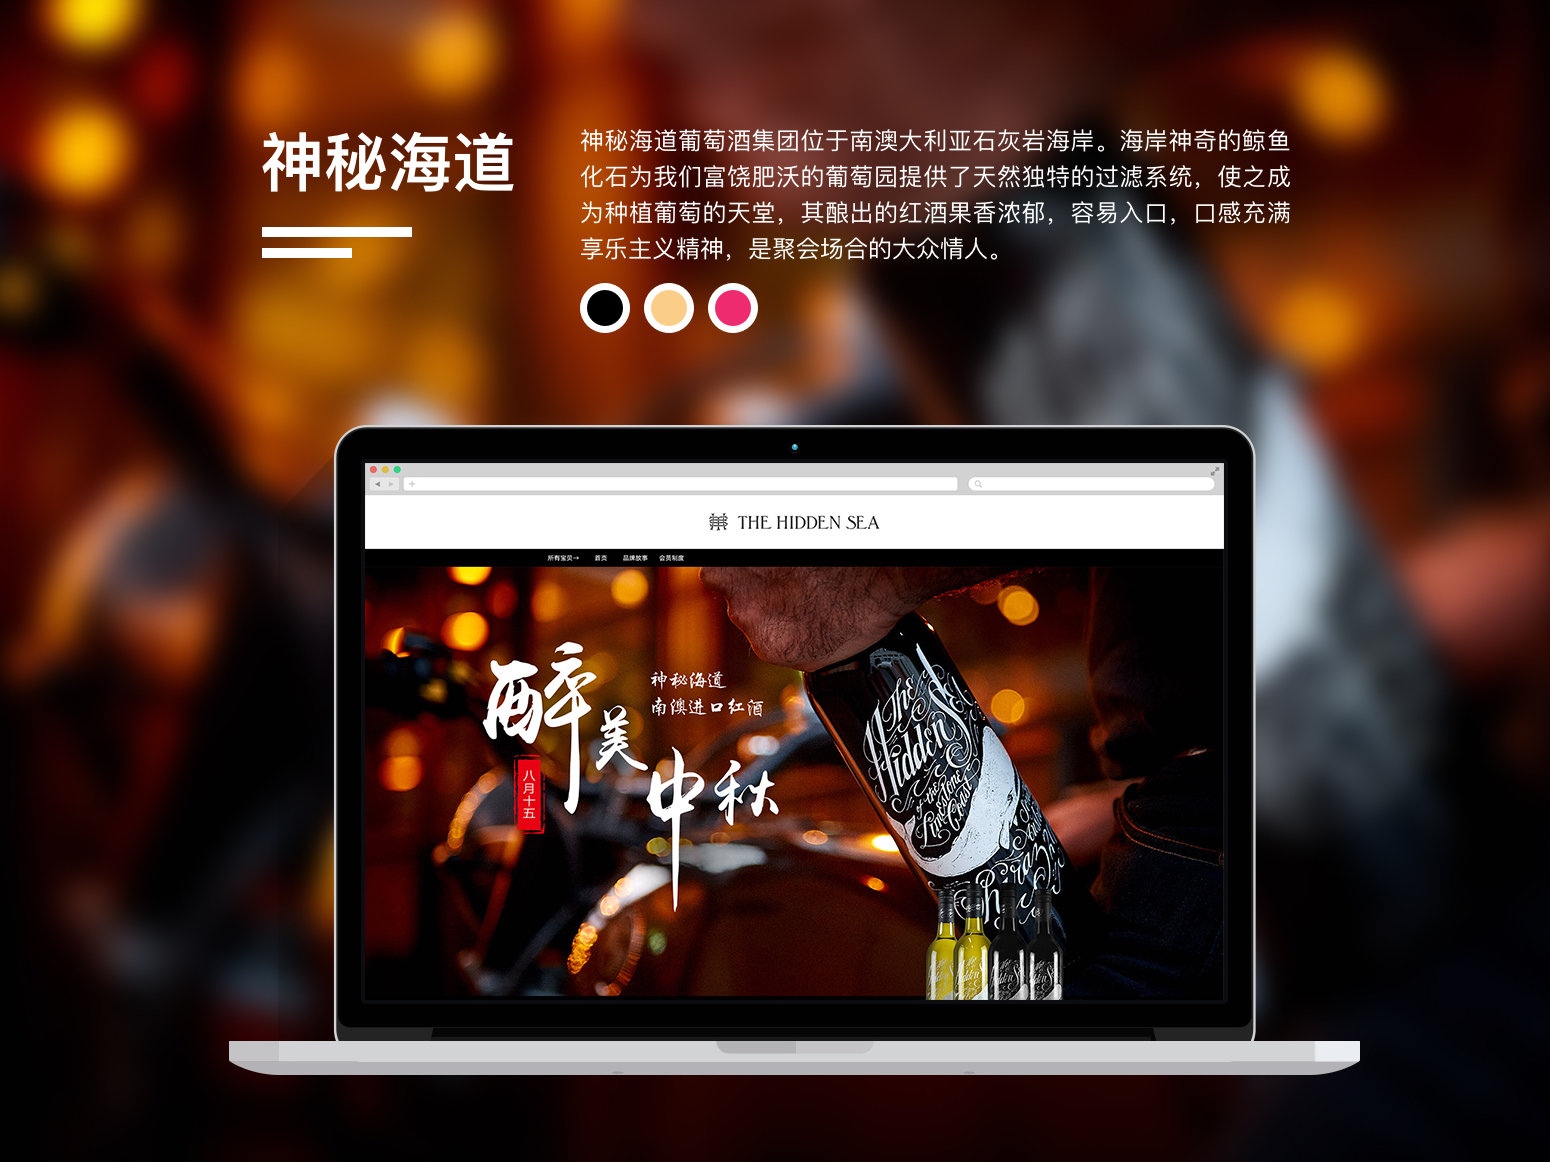 神秘海道
神秘海道葡萄酒集团位于南澳大利亚石灰岩海岸。海岸神奇的鲸鱼
化石为我们富饶肥沃的葡萄园提供了天然独特的过滤系统，使之成
为种植葡萄的天堂，其酿出的红酒果香浓郁，容易入口，口感充满
享乐主义精神，是聚会场合的大众情人。
THE HIDDEN SEA
所有宝贝→ 首页 品牌故事 会员制度
醉美中秋
神秘海道
南澳进口红酒
八月十五
The
Hidden Sea
of the
Limestone
Coast